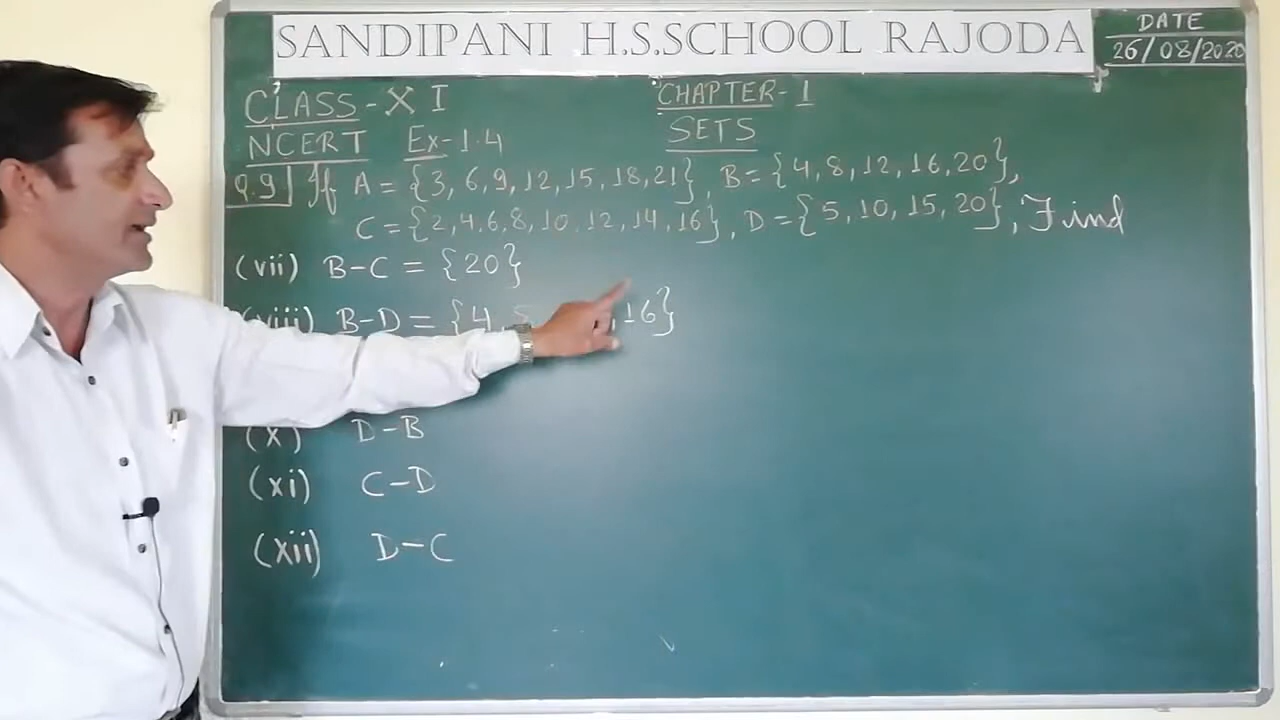 SANDIPANI H.S.SCHOOL RAJODA
DATE
26/08/2020
CLASS-XI
CHAPTER-1
NCERT Ex-1.4
SETS
Q.9 If A = {3, 6, 9, 12, 15, 18, 21}, B = {4, 8, 12, 16, 20},
C = {2, 4, 6, 8, 10, 12, 14, 16}, D = {5, 10, 15, 20}, Find
(vii) B-C = {20}
(viii) B-D = {4, , 16}
(x) D-B
(xi) C-D
(xii) D-C